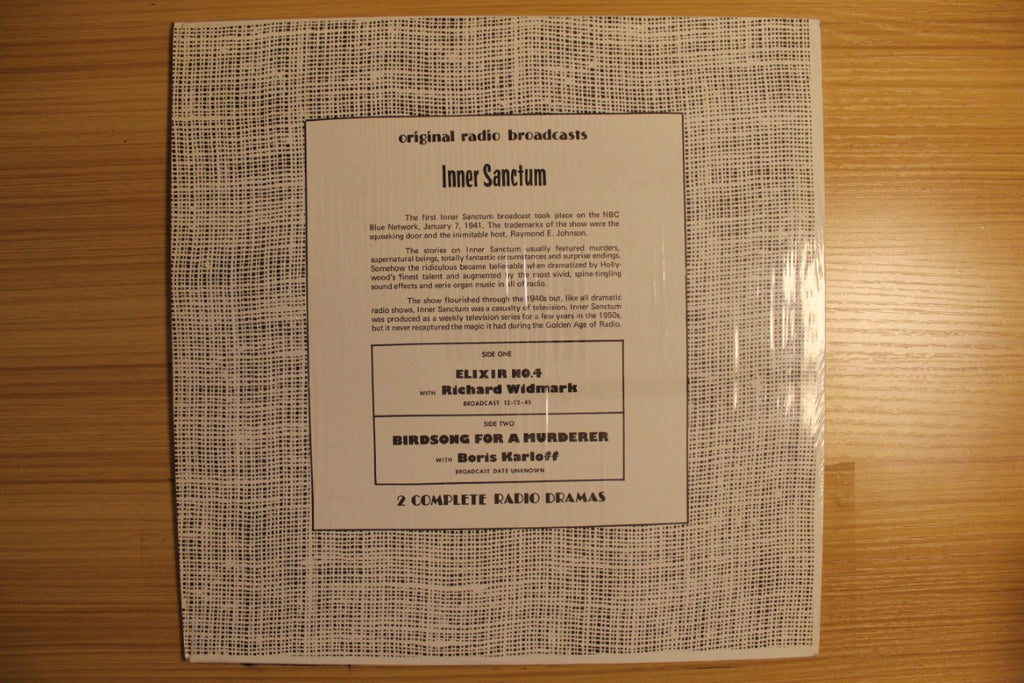 original radio broadcasts
Inner Sanctum
The first Inner Sanctum broadcast took place on the NBC
Blue Network, January 7, 1941. The trademarks of the show were the
squeaking door and the inimitable host, Raymond E. Johnson.
The stories on Inner Sanctum usually featured murders,
supernatural beings, totally fantastic circumstances and surprise endings.
Somehow the ridiculous became believable when dramatized by Holly-
wood's finest talent and augmented by the most vivid, spine-tingling
sound effects and eerie organ music in all of radio.
The show flourished through the 1940s but, like all dramatic
radio shows, Inner Sanctum was a casualty of television. Inner Sanctum
was produced as a weekly television series for a few years in the 1950s,
but it never recaptured the magic it had during the Golden Age of Radio.
SIDE ONE
ELIXIR NO.4
WITH Richard Widmark
BROADCAST 12-12-45
SIDE TWO
BIRDSONG FOR A MURDERER
WITH Boris Karloff
BROADCAST DATE UNKNOWN
2 COMPLETE RADIO DRAMAS